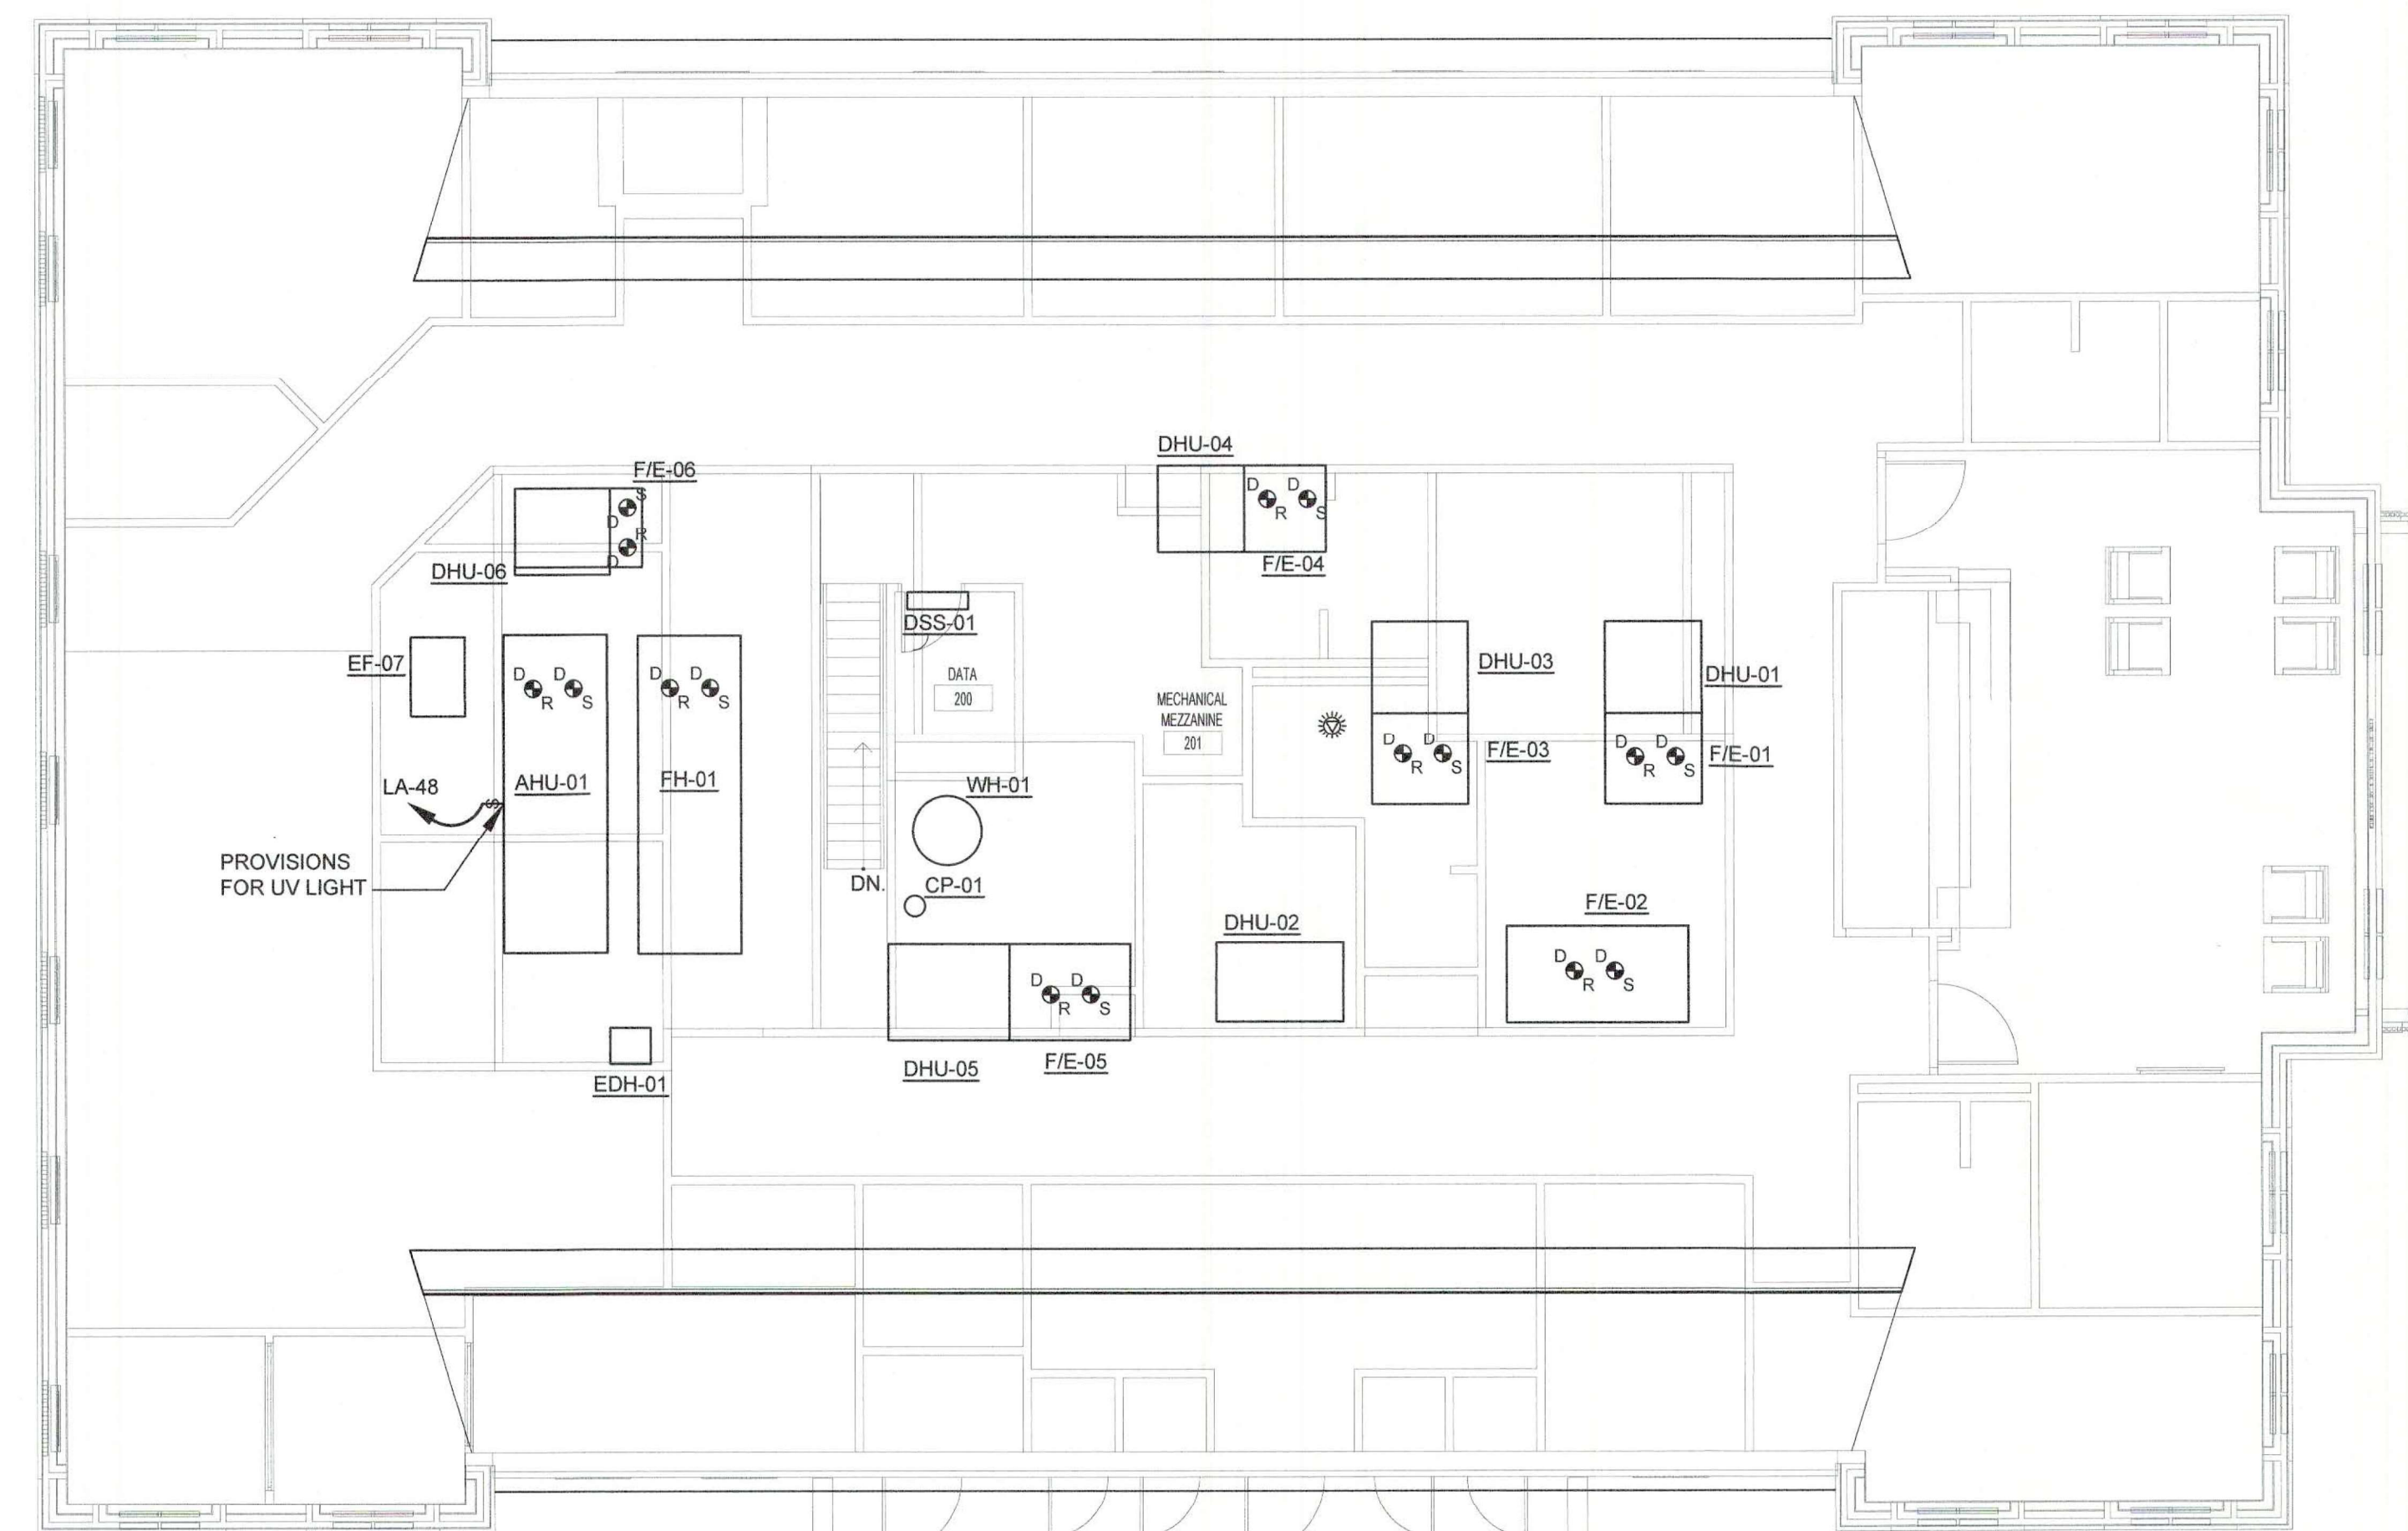 DHU-04
F/E-06
S
D
R
D
D D
R S
DHU-06
F/E-04
DSS-01
EF-07
D D
R S
D D
R S
DATA
200
DHU-03
DHU-01
MECHANICAL
MEZZANINE
201
D D
R S
F/E-03
D D
R S
F/E-01
LA-48
S
AHU-01
FH-01
WH-01
PROVISIONS
FOR UV LIGHT
DN.
CP-01
F/E-02
DHU-02
D D
R S
D D
R S
DHU-05
F/E-05
EDH-01